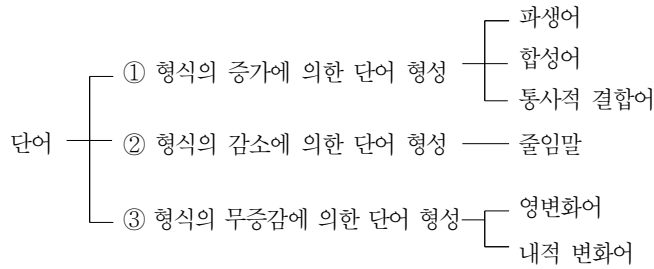 파생어
① 형식의 증가에 의한 단어 형성
합성어
통사적 결합어
단어
② 형식의 감소에 의한 단어 형성
줄임말
③ 형식의 무증감에 의한 단어 형성
영변화어
내적 변화어